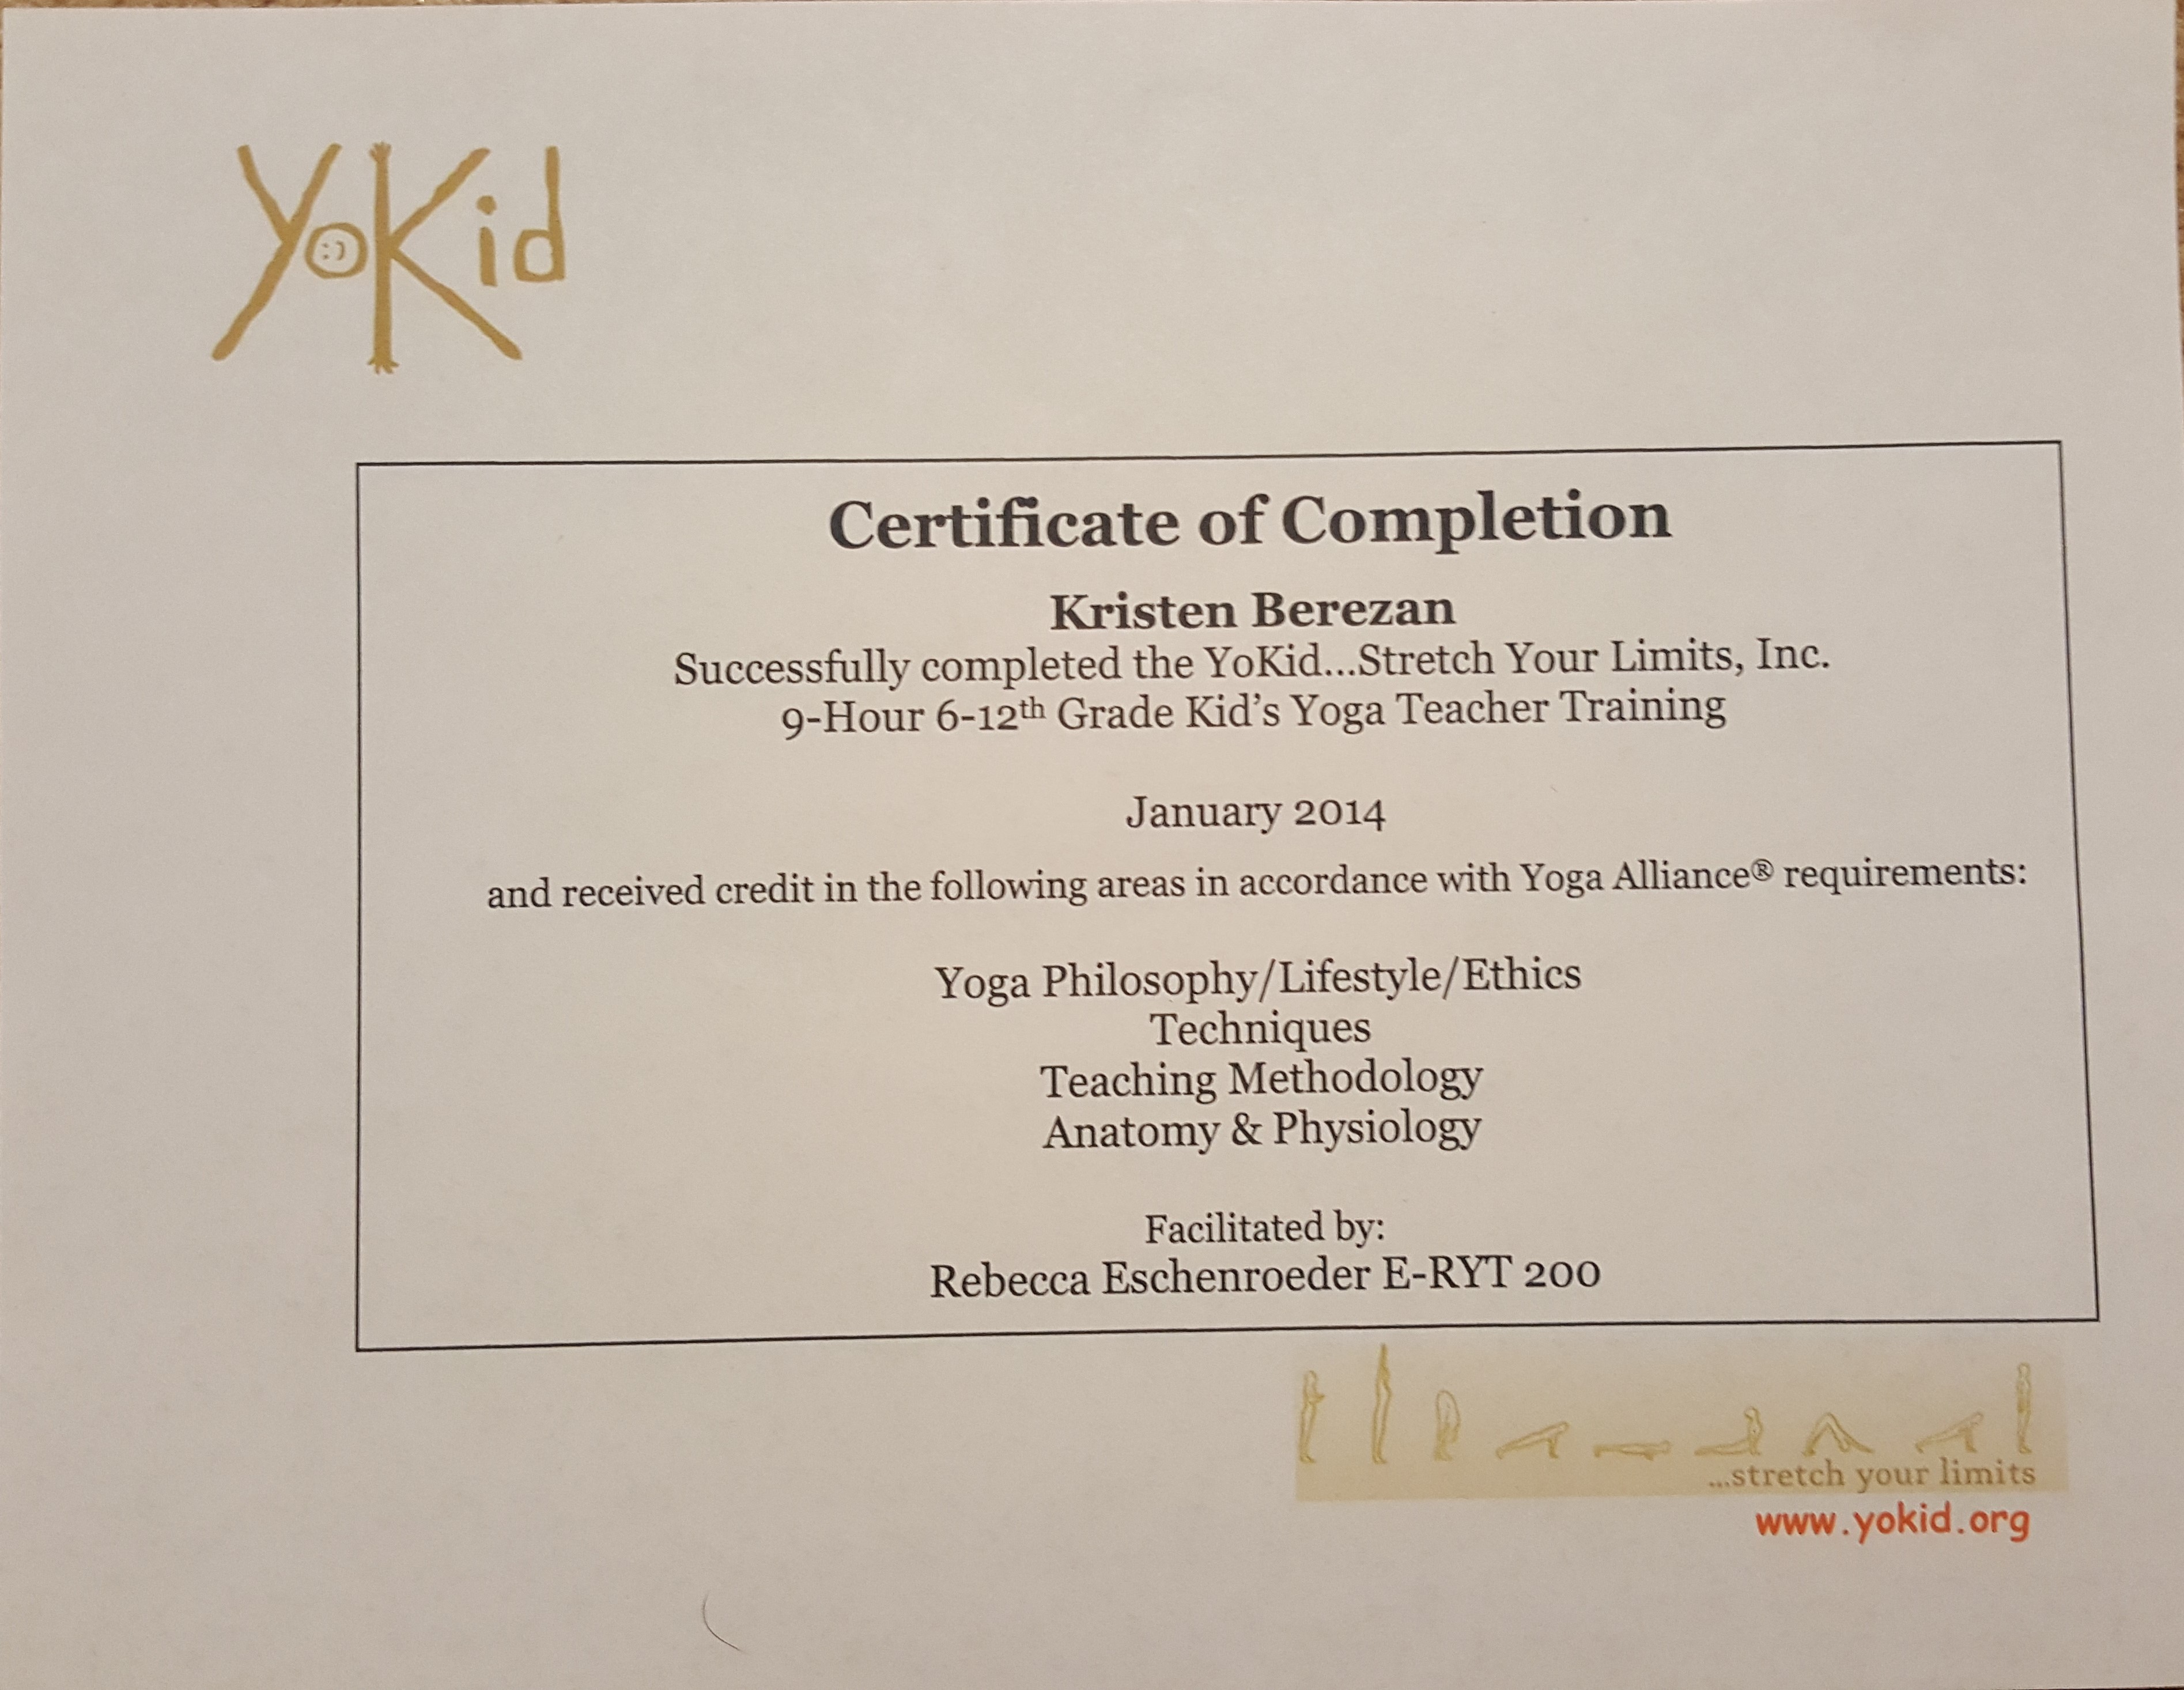 YoKid
Certificate of Completion
Kristen Berezan
Successfully completed the YoKid...Stretch Your Limits, Inc.
9-Hour 6-12th Grade Kid's Yoga Teacher Training
January 2014
and received credit in the following areas in accordance with Yoga Alliance® requirements:
Yoga Philosophy/Lifestyle/Ethics
Techniques
Teaching Methodology
Anatomy & Physiology
Facilitated by:
Rebecca Eschenroeder E-RYT 200
...stretch your limits
www.yokid.org